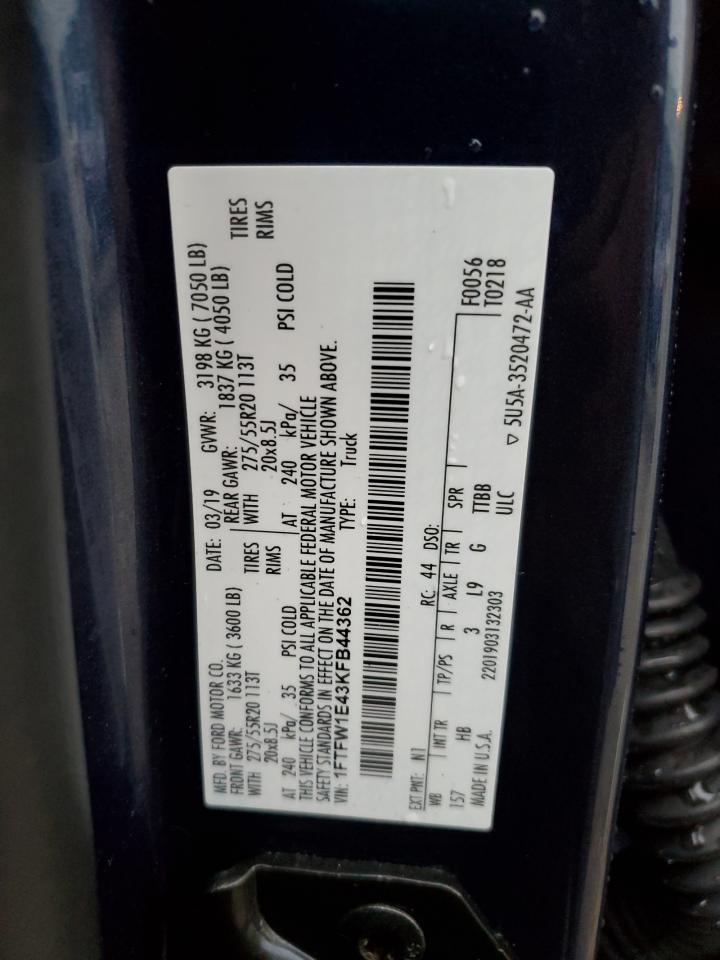 MFD. BY FORD MOTOR CO.
DATE: 03/19 GVWR: 3198 KG ( 7050 LB)
FRONT GAWR: 1633 KG ( 3600 LB) REAR GAWR: 1837 KG ( 4050 LB)
WITH 275/55R20 113T TIRES WITH 275/55R20 113T TIRES
20x8.5J RIMS 20x8.5J RIMS
AT 240 kPa/ 35 PSI COLD AT 240 kPa/ 35 PSI COLD
THIS VEHICLE CONFORMS TO ALL APPLICABLE FEDERAL MOTOR VEHICLE
SAFETY STANDARDS IN EFFECT ON THE DATE OF MANUFACTURE SHOWN ABOVE.
VIN: 1FTFW1E43KFB44362 TYPE: Truck
EXT PNT: N1 RC: 44 DSO: F0056
WB INT TR TP/PS R AXLE TR SPR T0218
157 HB 3 L9 G TTBB
MADE IN U.S.A. 2201903132303 ULC ▽ 5U5A-3520472-AA